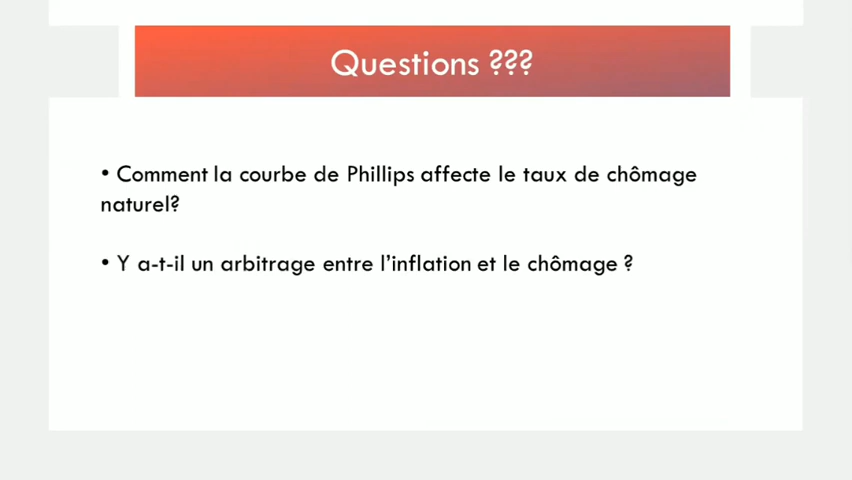 Questions ???
• Comment la courbe de Phillips affecte le taux de chômage
naturel?
• Y a-t-il un arbitrage entre l'inflation et le chômage ?